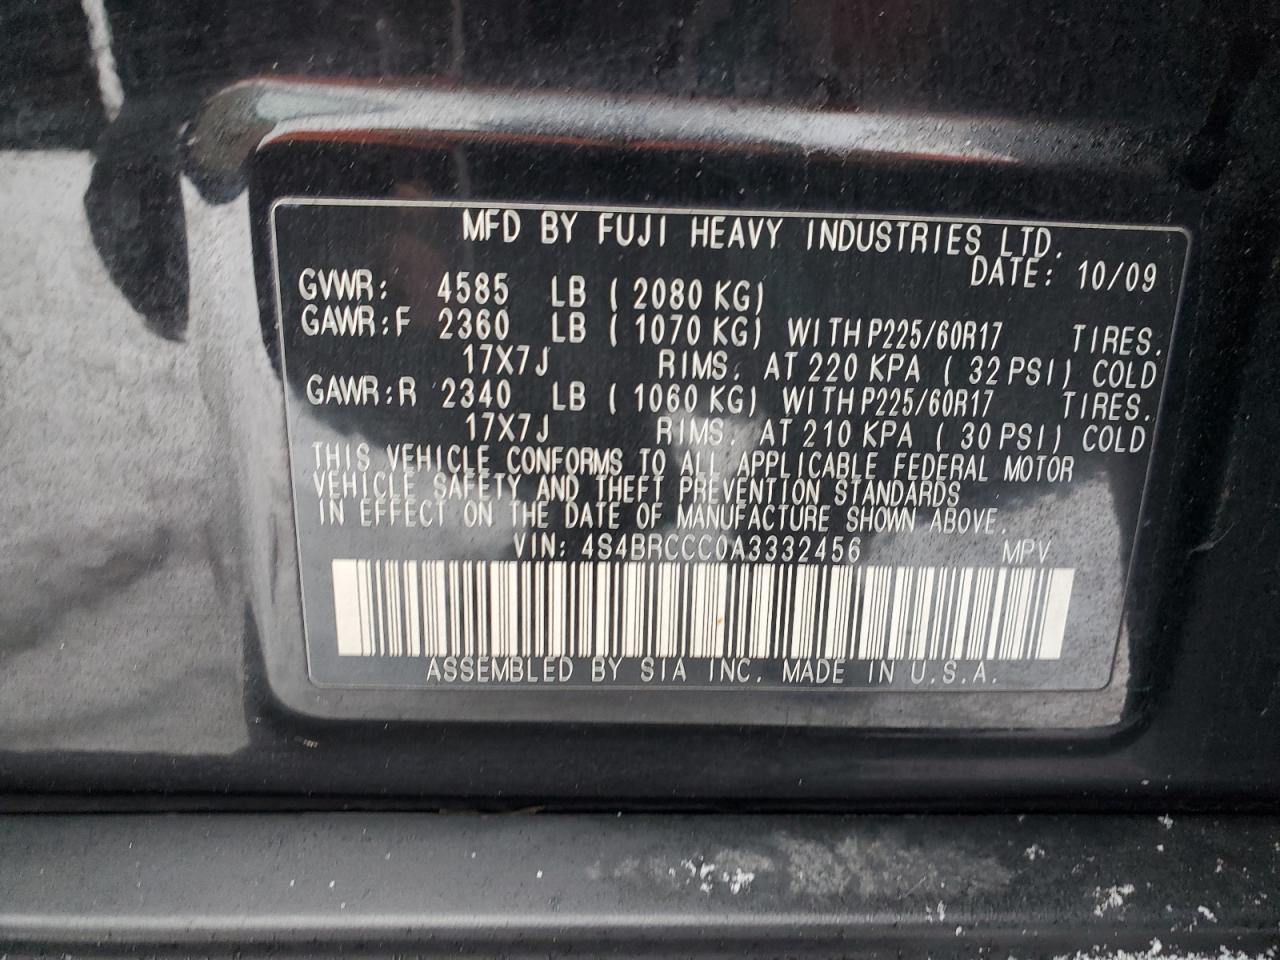 MFD BY FUJI HEAVY INDUSTRIES LTD.
DATE: 10/09
GVWR: 4585 LB ( 2080 KG)
GAWR:F 2360 LB ( 1070 KG) WITH P225/60R17 TIRES.
17X7J RIMS. AT 220 KPA ( 32 PSI) COLD
GAWR:R 2340 LB ( 1060 KG) WITH P225/60R17 TIRES.
17X7J RIMS. AT 210 KPA ( 30 PSI) COLD
THIS VEHICLE CONFORMS TO ALL APPLICABLE FEDERAL MOTOR
VEHICLE SAFETY AND THEFT PREVENTION STANDARDS
IN EFFECT ON THE DATE OF MANUFACTURE SHOWN ABOVE.
VIN: 4S4BRCCC0A3332456 MPV
ASSEMBLED BY SIA INC. MADE IN U.S.A.